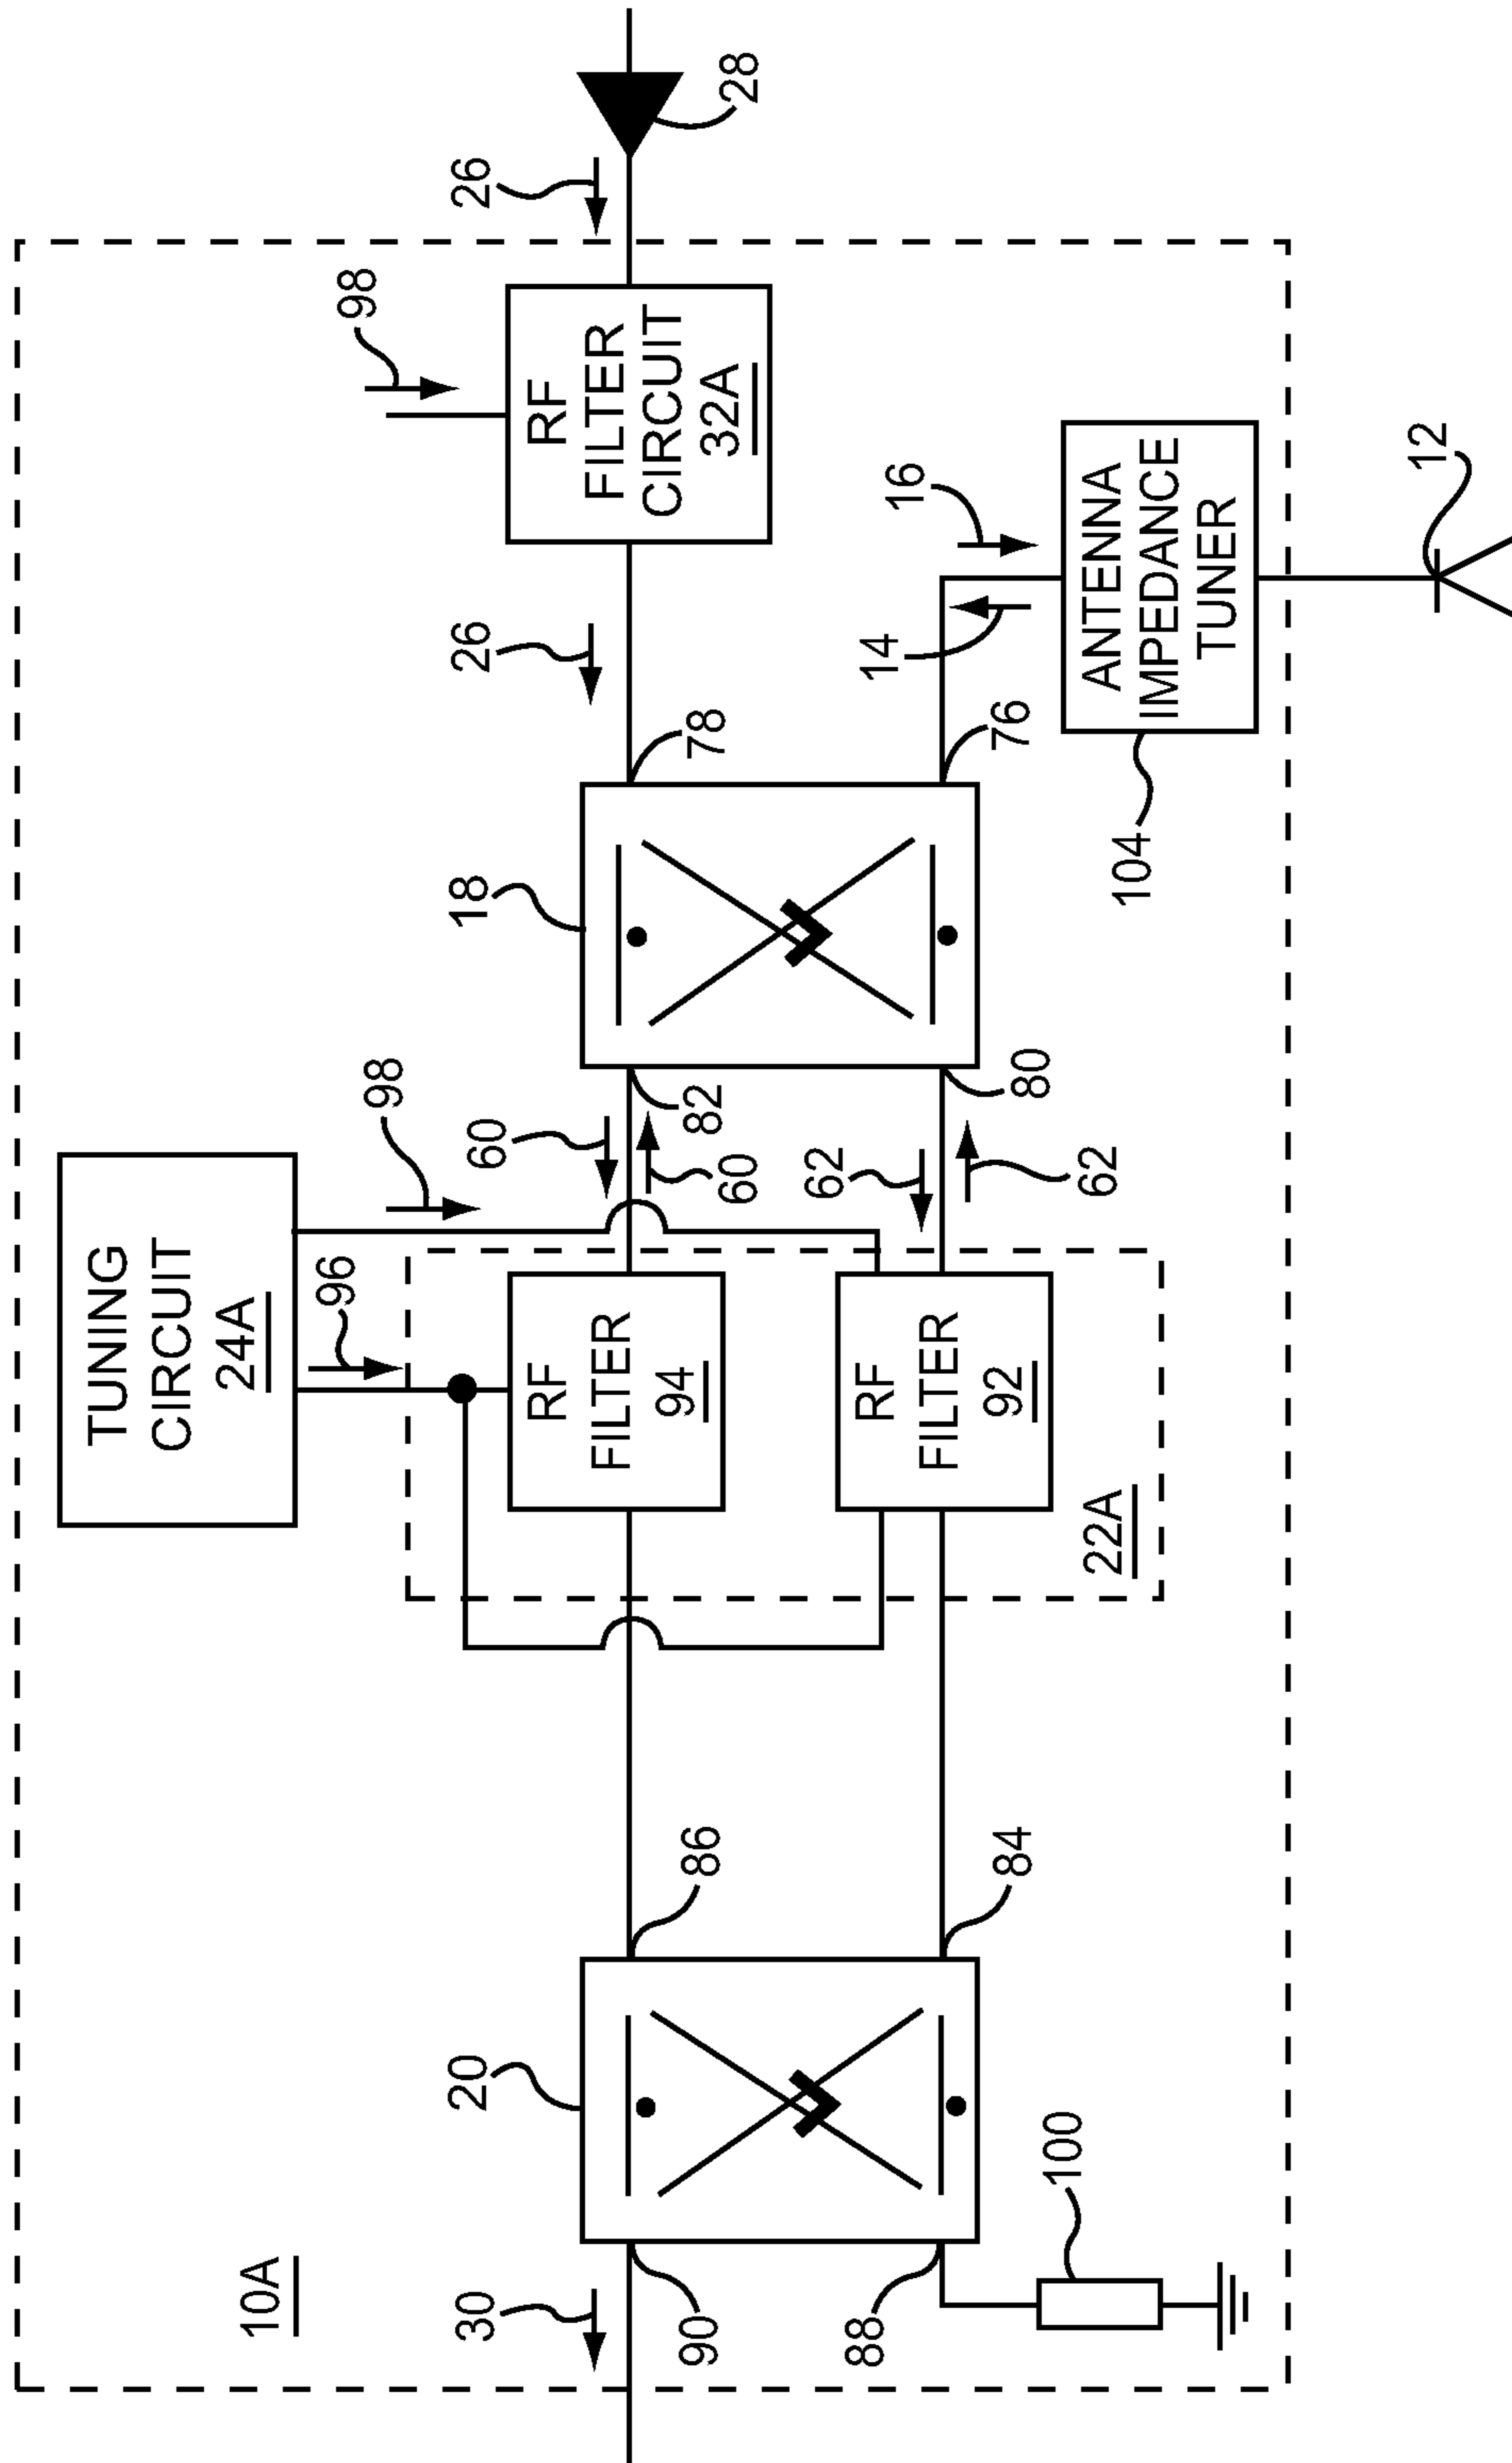 10A
TUNING
CIRCUIT
24A
96
98
98
30
20
60
18
26
26
RF
FILTER
94
RF
FILTER
CIRCUIT
32A
28
90
86
60
82
78
62
RF
FILTER
92
88
84
80
76
14
16
100
22A
62
104
ANTENNA
IMPEDANCE
TUNER
12